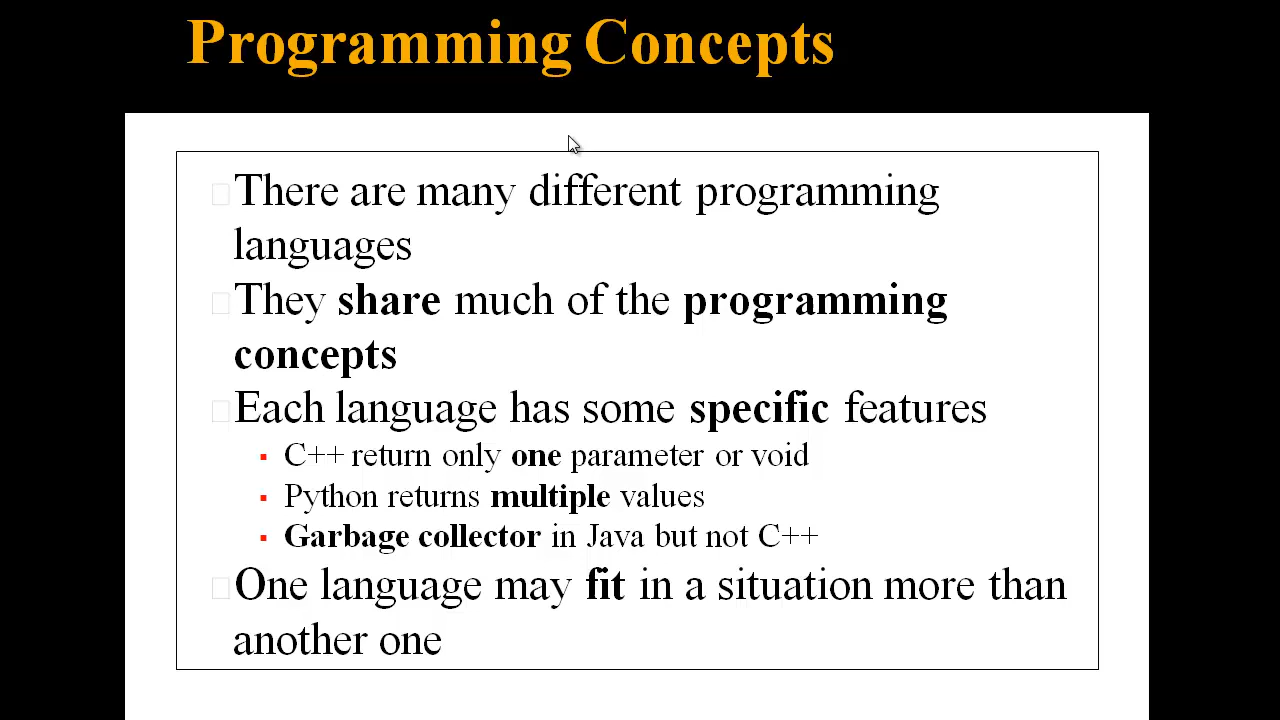 Programming Concepts
There are many different programming
languages
They share much of the programming
concepts
Each language has some specific features
C++ return only one parameter or void
Python returns multiple values
Garbage collector in Java but not C++
One language may fit in a situation more than
another one